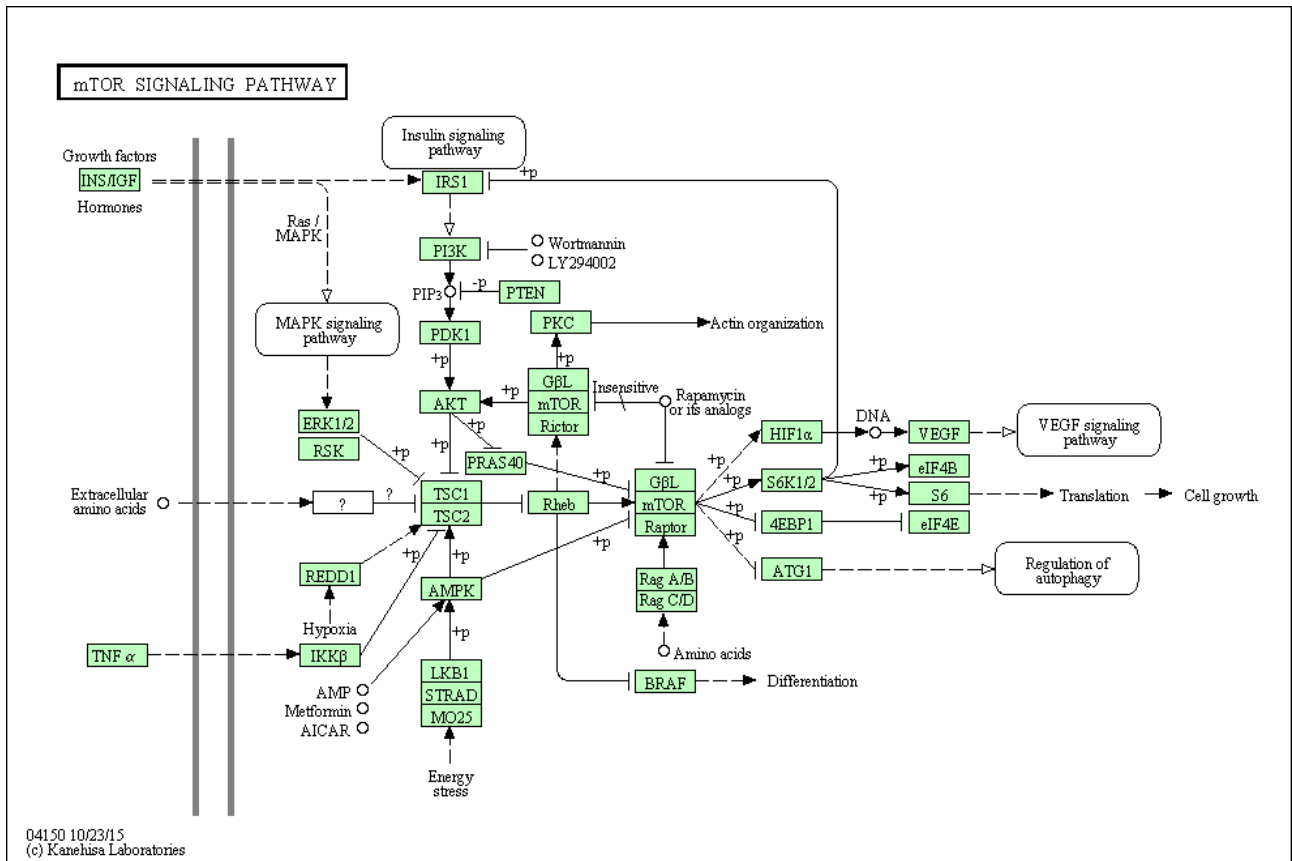 mTOR SIGNALING PATHWAY
Insulin signaling
pathway
Growth factors
INS/IGF
Hormones
IRS1
+p
Ras /
MAPK
PI3K
Wortmannin
LY294002
PIP3
-p
PTEN
MAPK signaling
pathway
PDK1
PKC
Actin organization
+p
+p
GβL
mTOR
Rictor
Insensitive
Rapamycin
or its analogs
AKT
+p
+p
+p
ERK1/2
RSK
+p
PRAS40
+p
HIF1α
DNA
VEGF
VEGF signaling
pathway
+p
+p
eIF4B
Extracellular
amino acids
?
?
TSC1
TSC2
Rheb
GβL
mTOR
Raptor
+p
S6K1/2
+p
S6
Translation
Cell growth
+p
4EBP1
eIF4E
+p
+p
+p
+p
REDD1
Hypoxia
AMPK
Rag A/B
Rag C/D
ATG1
Regulation of
autophagy
TNF α
IKKβ
+p
Amino acids
AMP
Metformin
AICAR
LKB1
STRAD
MO25
BRAF
Differentiation
Energy
stress
04150 10/23/15
(c) Kanehisa Laboratories